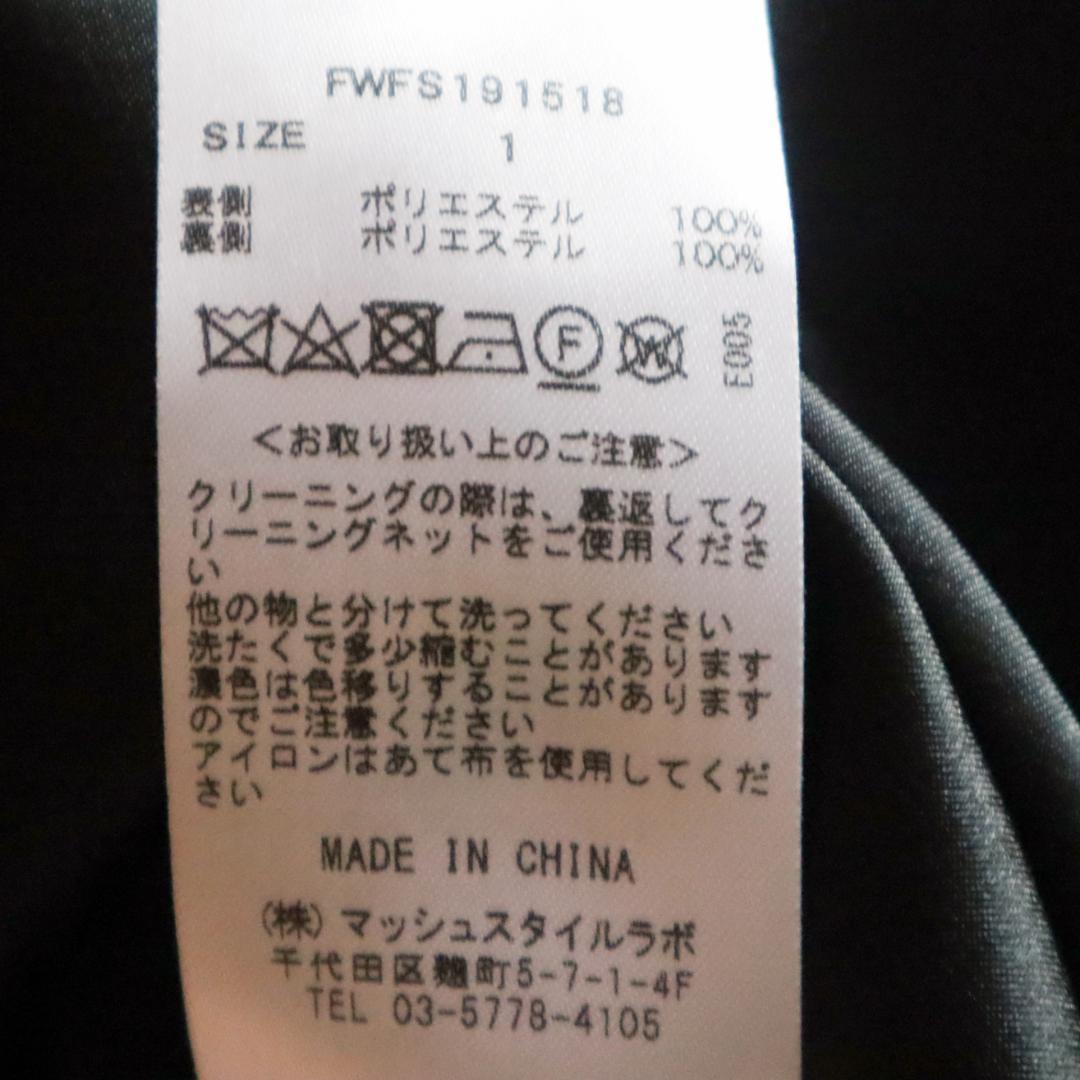 FWFS191518
SIZE 1
表側 ポリエステル 100%
裏側 ポリエステル 100%
F W E005
＜お取り扱い上のご注意＞
クリーニングの際は、裏返してク
リーニングネットをご使用くださ
い
他の物と分けて洗ってください
洗たくで多少縮むことがあります
濃色は色移りすることがあります
のでご注意ください
アイロンはあて布を使用してくだ
さい
MADE IN CHINA
(株)マッシュスタイルラボ
千代田区麹町5-7-1-4F
TEL 03-5778-4105